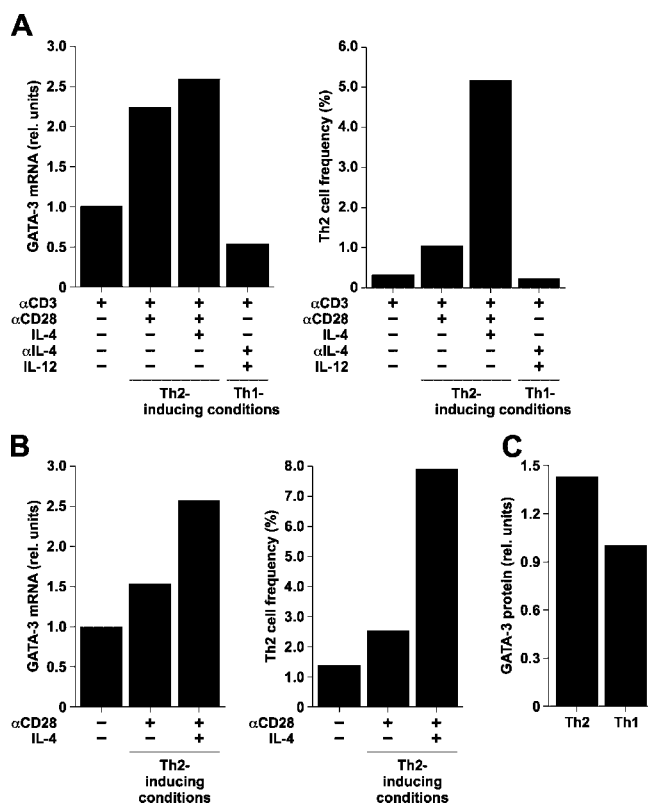 A
GATA-3 mRNA (rel. units)
3.0
2.5
2.0
1.5
1.0
0.5
0
αCD3 + + + +
αCD28 – + + –
IL-4 – – + –
αIL-4 – – – +
IL-12 – – – +
Th2- Th1-
inducing conditions
Th2 cell frequency (%)
6.0
5.0
4.0
3.0
2.0
1.0
0
αCD3 + + + +
αCD28 – + + –
IL-4 – – + –
αIL-4 – – – +
IL-12 – – – +
Th2- Th1-
inducing conditions
B
GATA-3 mRNA (rel. units)
3.0
2.5
2.0
1.5
1.0
0.5
0
αCD28 – + +
IL-4 – – +
Th2-
inducing
conditions
Th2 cell frequency (%)
8.0
7.0
6.0
5.0
4.0
3.0
2.0
1.0
0
αCD28 – + +
IL-4 – – +
Th2-
inducing
conditions
C
GATA-3 protein (rel. units)
1.5
1.2
0.9
0.6
0.3
0
Th2 Th1